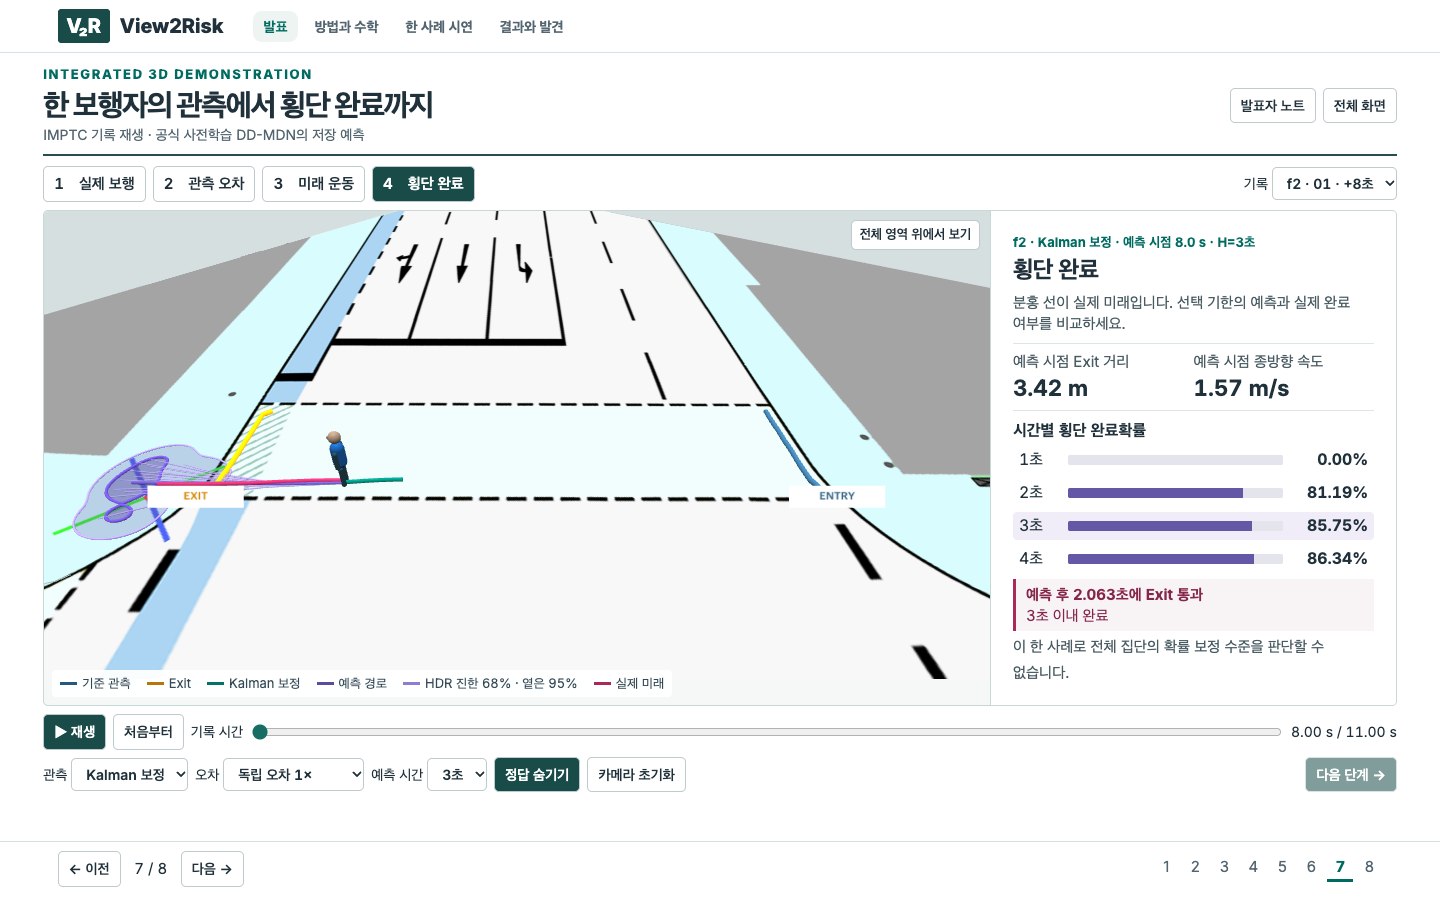 V2R View2Risk 발표 방법과 수학 한 사례 시연 결과와 발견
INTEGRATED 3D DEMONSTRATION
한 보행자의 관측에서 횡단 완료까지
IMPTC 기록 재생 · 공식 사전학습 DD-MDN의 저장 예측
발표자 노트 전체 화면
1 실제 보행 2 관측 오차 3 미래 운동 4 횡단 완료
기록 f2 · 01 · +8초
전체 영역 위에서 보기
EXIT
ENTRY
기준 관측 Exit Kalman 보정 예측 경로 HDR 진한 68% · 옅은 95% 실제 미래
f2 · Kalman 보정 · 예측 시점 8.0 s · H=3초
횡단 완료
분홍 선이 실제 미래입니다. 선택 기한의 예측과 실제 완료
여부를 비교하세요.
예측 시점 Exit 거리 예측 시점 종방향 속도
3.42 m 1.57 m/s
시간별 횡단 완료확률
1초 0.00%
2초 81.19%
3초 85.75%
4초 86.34%
예측 후 2.063초에 Exit 통과
3초 이내 완료
이 한 사례로 전체 집단의 확률 보정 수준을 판단할 수
없습니다.
▶ 재생 처음부터 기록 시간 8.00 s / 11.00 s
관측 Kalman 보정 오차 독립 오차 1× 예측 시간 3초 정답 숨기기 카메라 초기화 다음 단계 →
← 이전 7 / 8 다음 → 1 2 3 4 5 6 7 8